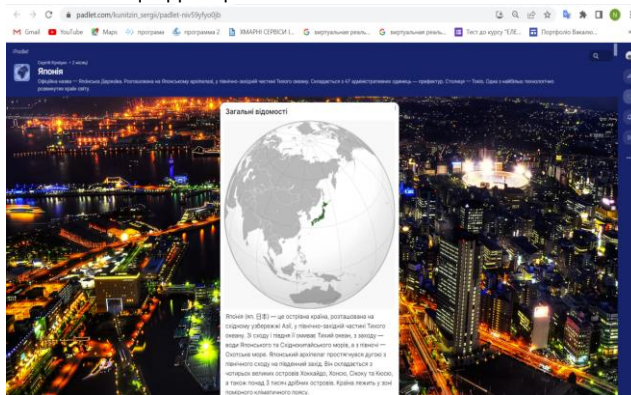 padlet.com/kunitzin_sergii/padlet-niv59yfyo0jb
Gmail YouTube Maps програма программа 2 ХМАРНІ СЕРВІСИ І... виртуальная реаль... виртуальная реаль... Тест до курсу "ЕЛЕ... Портфоліо бакало...
Padlet
Японія
Офіційна назва — Японська Держава. Розташована на Японському архіпелазі, у північно-західній частині Тихого океану. Складається з 47 адміністративних одиниць — префектур. Столиця — Токіо. Одна з найбільш технологічно
розвинутих країн світу.
Загальні відомості
Японія (яп. 日本) — це острівна країна, розташована на
східному узбережжі Азії, у північно-західній частині Тихого
океану. Зі сходу і півдня її омиває Тихий океан, з заходу —
води Японського та Східнокитайського морів, а з півночі —
Охотське море. Японський архіпелаг простягнувся дугою з
північного сходу на південний захід. Він складається з
чотирьох великих островів Хоккайдо, Хонсю, Сікоку та Кюсю,
а також понад 3 тисяч дрібних островів. Країна лежить у зоні
помірного кліматичного поясу.